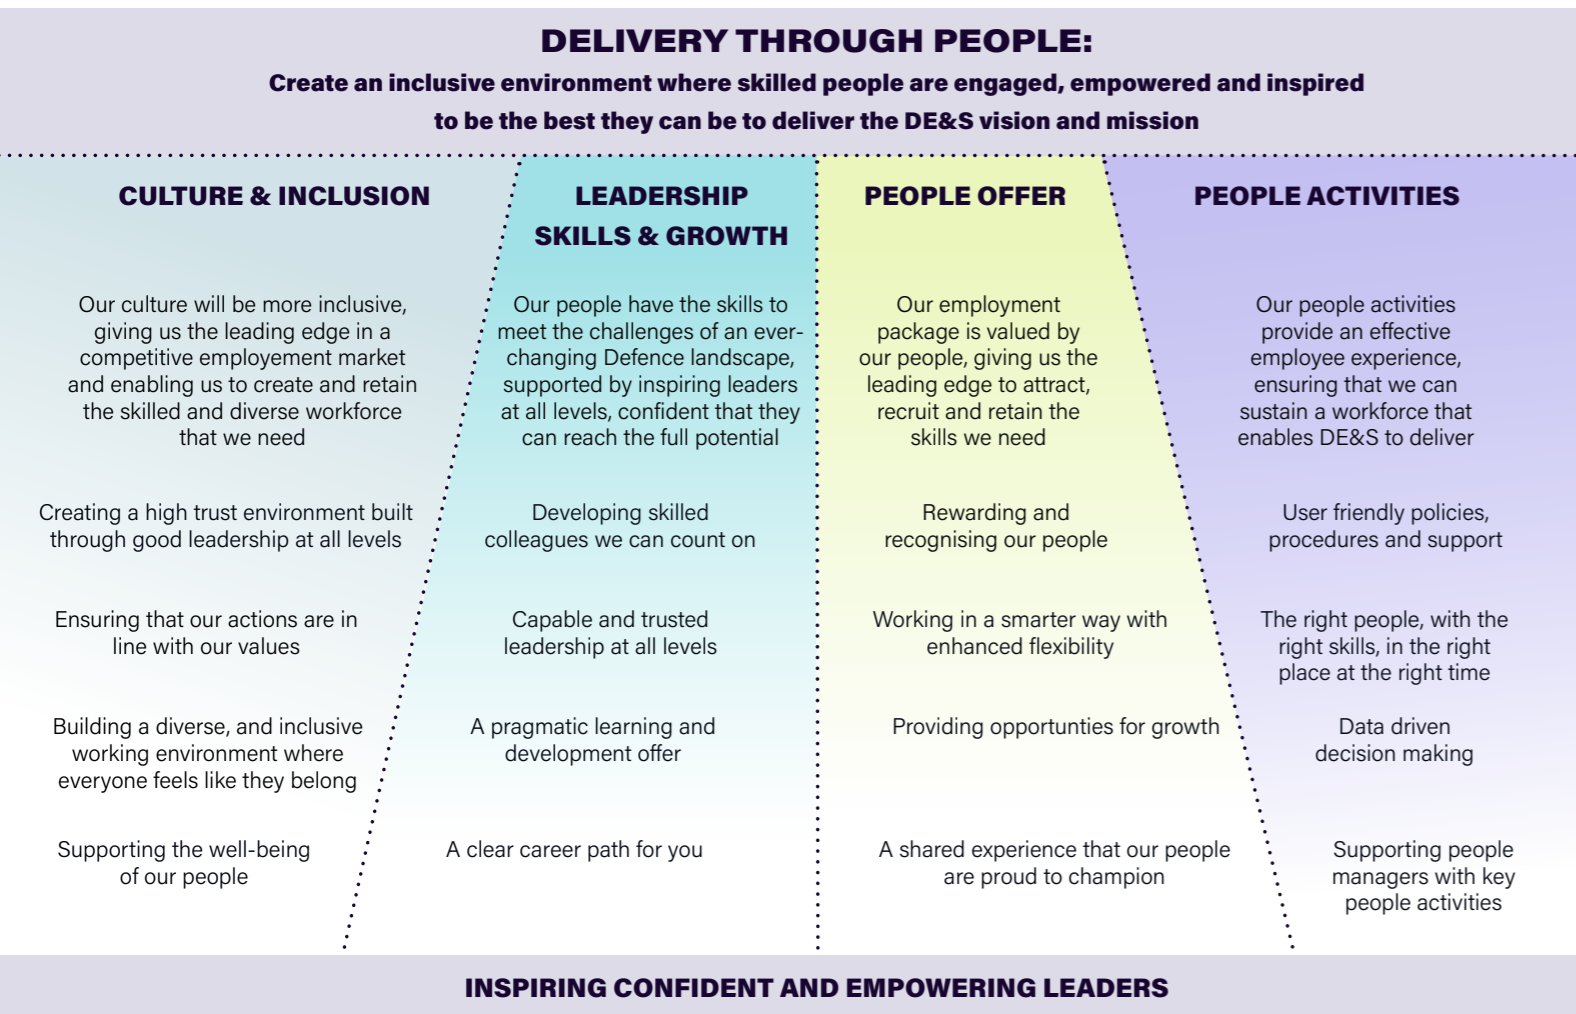 DELIVERY THROUGH PEOPLE:
Create an inclusive environment where skilled people are engaged, empowered and inspired
to be the best they can be to deliver the DE&S vision and mission
CULTURE & INCLUSION
Our culture will be more inclusive,
giving us the leading edge in a
competitive employement market
and enabling us to create and retain
the skilled and diverse workforce
that we need
Creating a high trust environment built
through good leadership at all levels
Ensuring that our actions are in
line with our values
Building a diverse, and inclusive
working environment where
everyone feels like they belong
Supporting the well-being
of our people
LEADERSHIP
SKILLS & GROWTH
Our people have the skills to
meet the challenges of an ever-
changing Defence landscape,
supported by inspiring leaders
at all levels, confident that they
can reach the full potential
Developing skilled
colleagues we can count on
Capable and trusted
leadership at all levels
A pragmatic learning and
development offer
A clear career path for you
PEOPLE OFFER
Our employment
package is valued by
our people, giving us the
leading edge to attract,
recruit and retain the
skills we need
Rewarding and
recognising our people
Working in a smarter way with
enhanced flexibility
Providing opportunties for growth
A shared experience that our people
are proud to champion
PEOPLE ACTIVITIES
Our people activities
provide an effective
employee experience,
ensuring that we can
sustain a workforce that
enables DE&S to deliver
User friendly policies,
procedures and support
The right people, with the
right skills, in the right
place at the right time
Data driven
decision making
Supporting people
managers with key
people activities
INSPIRING CONFIDENT AND EMPOWERING LEADERS